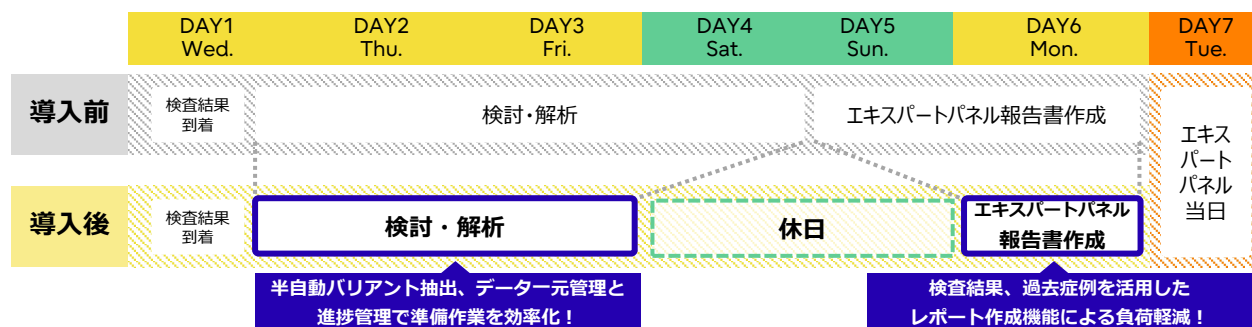 DAY1
Wed.
DAY2
Thu.
DAY3
Fri.
DAY4
Sat.
DAY5
Sun.
DAY6
Mon.
DAY7
Tue.
導入前
検査結果
到着
検討・解析
エキスパートパネル報告書作成
エキス
パート
パネル
当日
導入後
検査結果
到着
検討・解析
休日
エキスパートパネル
報告書作成
半自動バリアント抽出、データ一元管理と
進捗管理で準備作業を効率化！
検査結果、過去症例を活用した
レポート作成機能による負荷軽減！